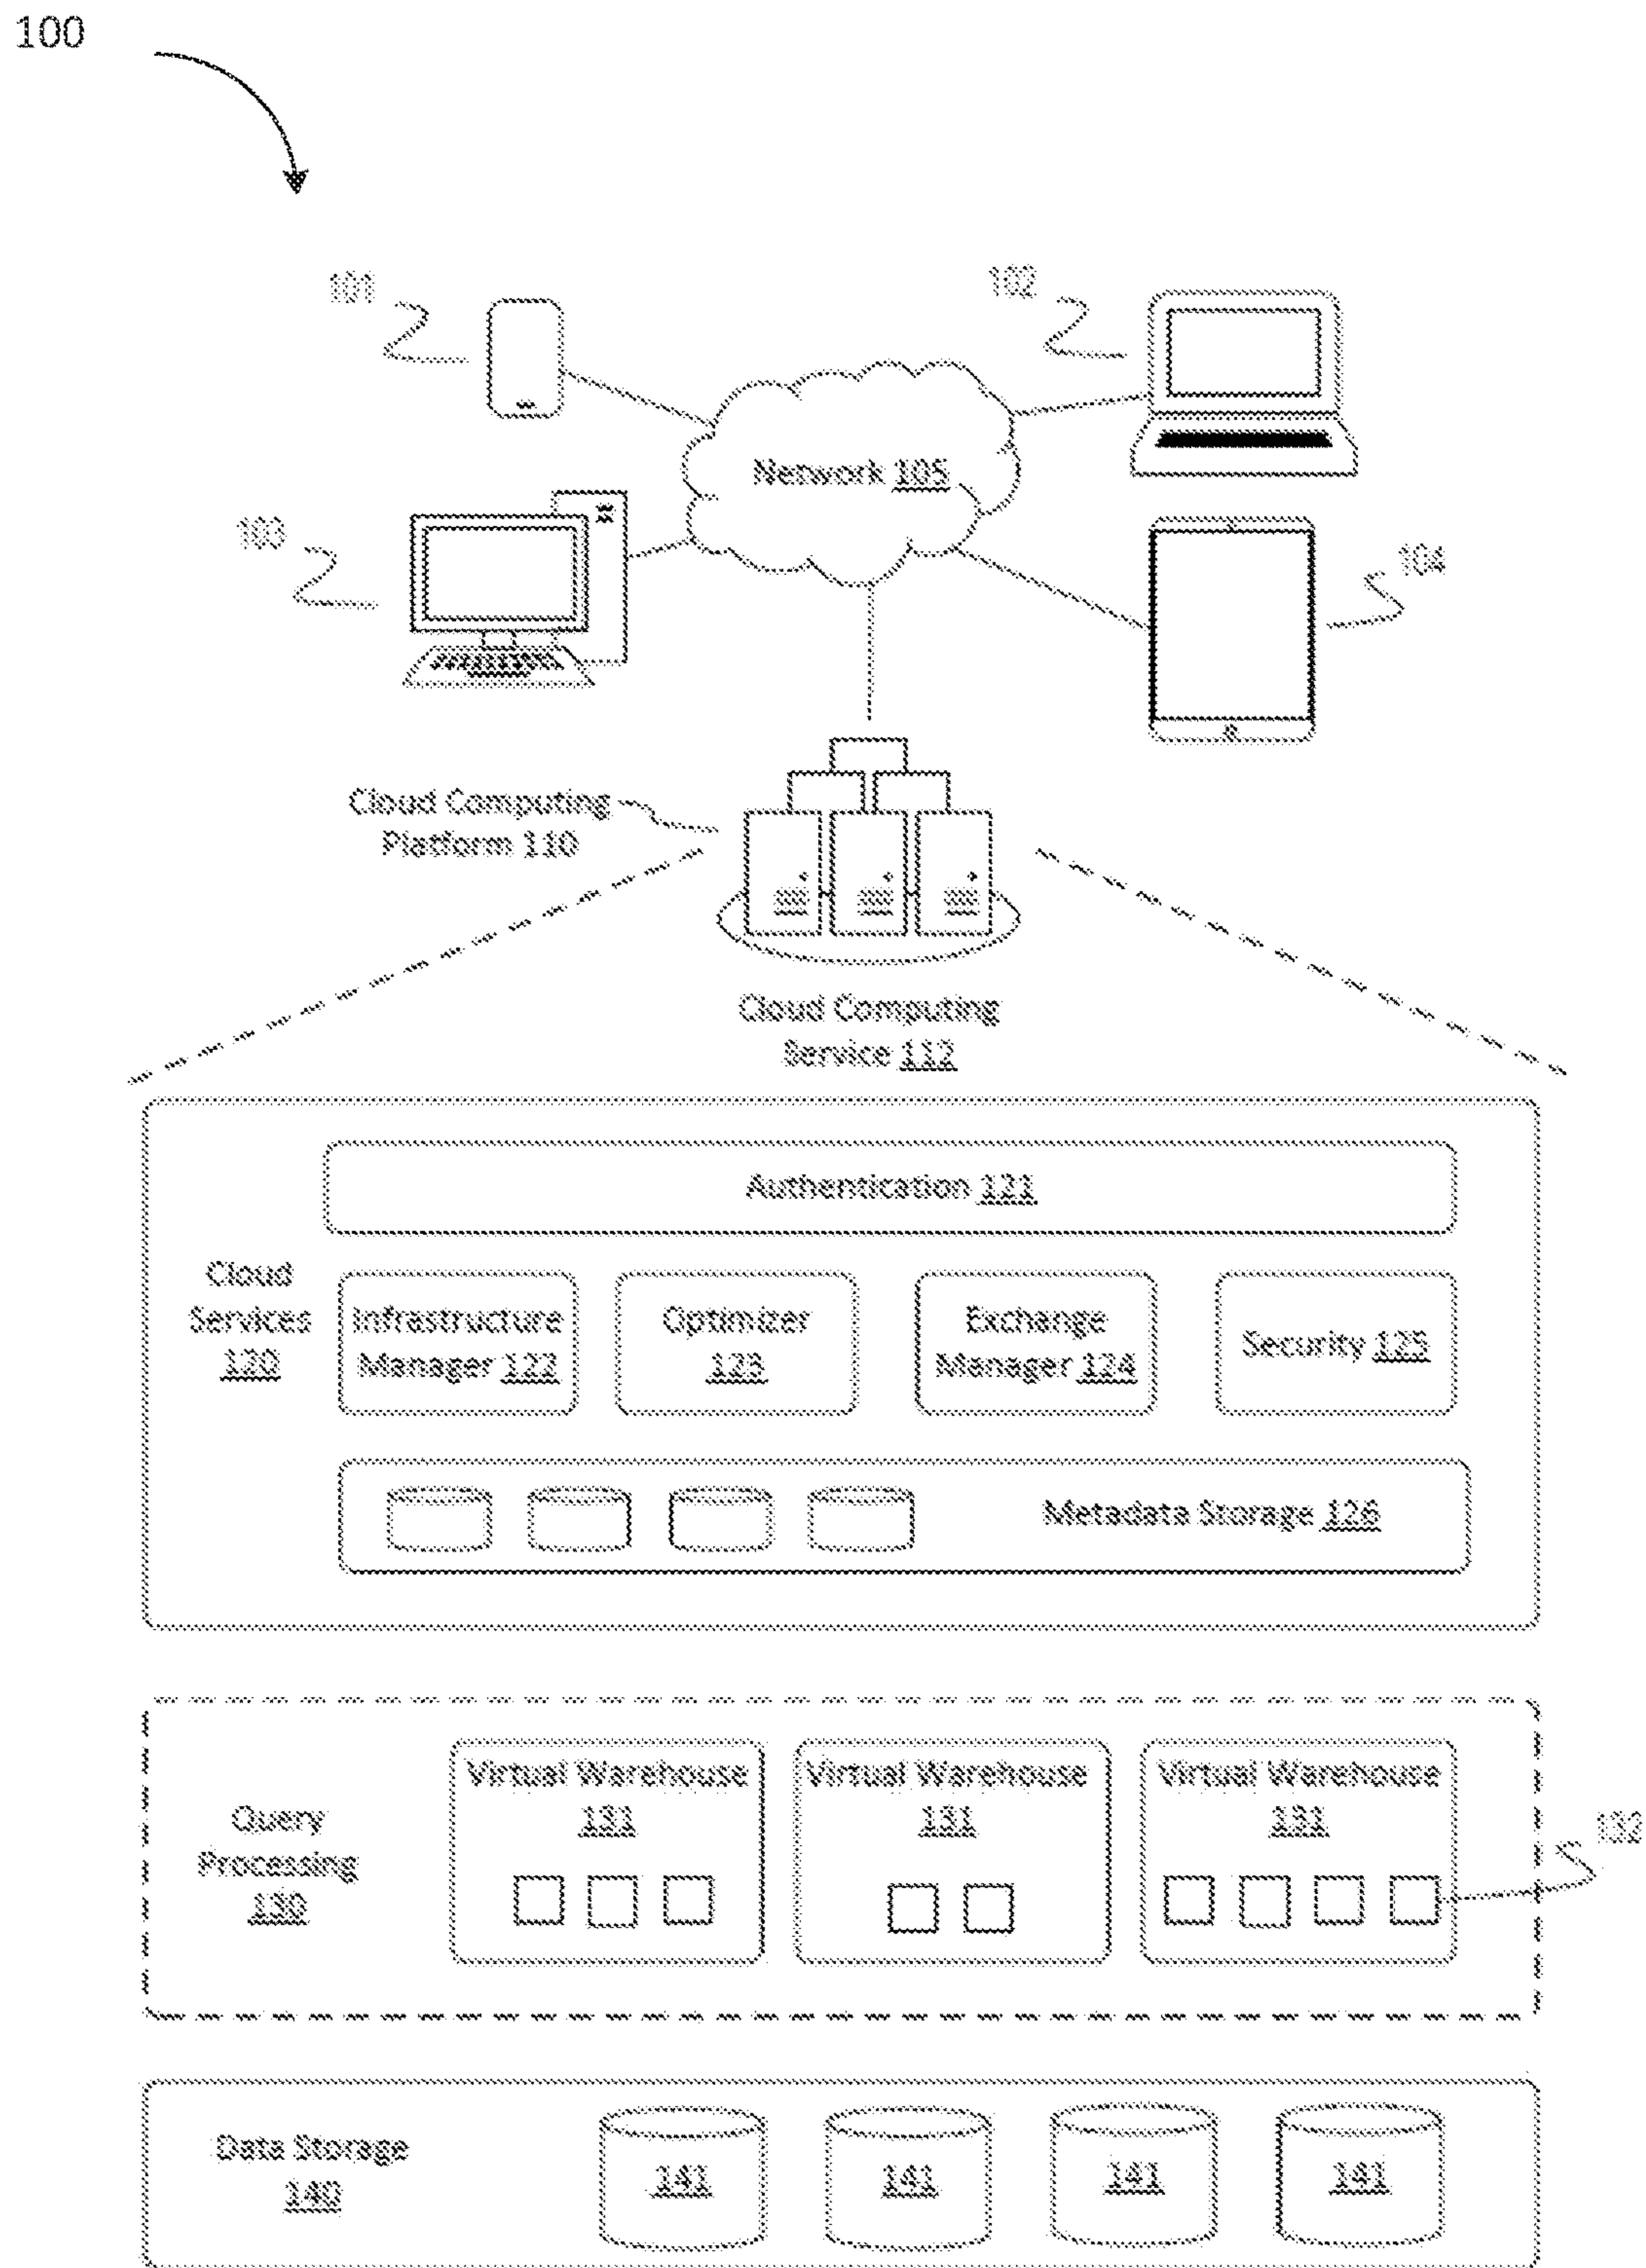 100
101
102
Network 105
103
104
Cloud Computing
Platform 110
Cloud Computing
Service 112
Authentication 121
Cloud
Services
120
Infrastructure
Manager 122
Optimizer
123
Exchange
Manager 124
Security 125
Metadata Storage 126
Query
Processing
130
Virtual Warehouse
131
Virtual Warehouse
131
Virtual Warehouse
131
132
Data Storage
140
141
141
141
141